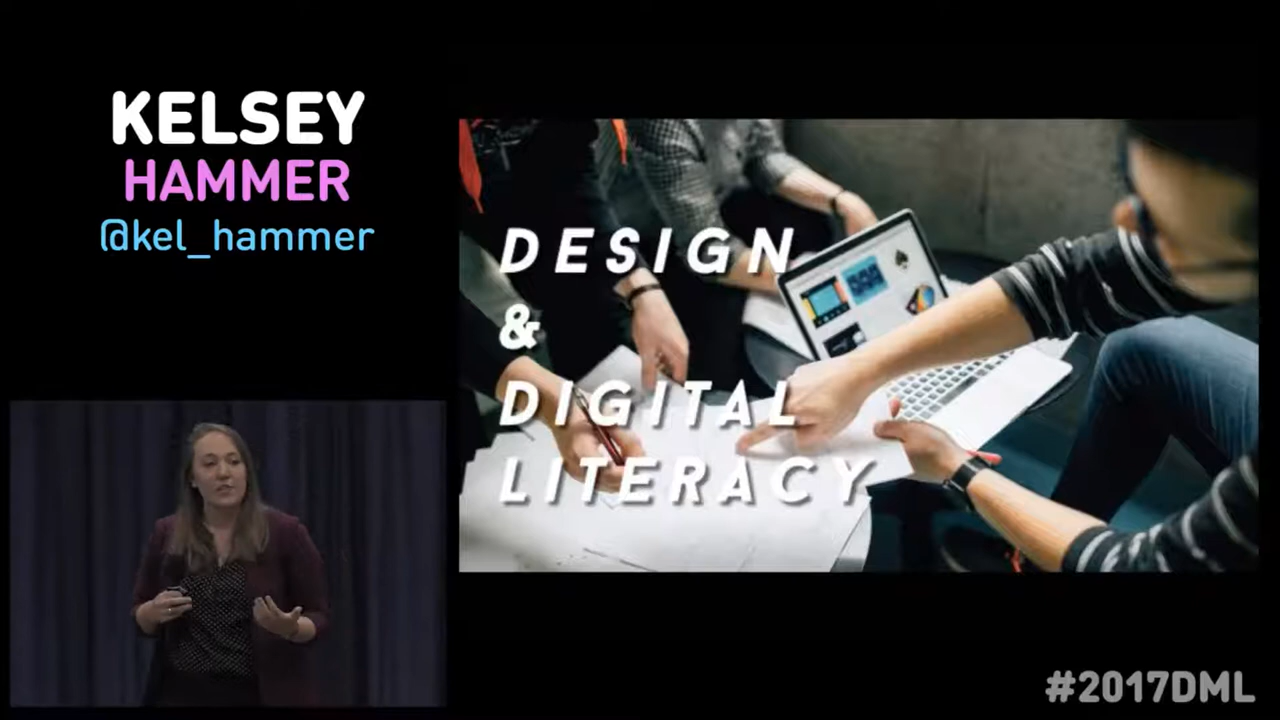 KELSEY
HAMMER
@kel_hammer
DESIGN
&
DIGITAL
LITERACY
#2017DML